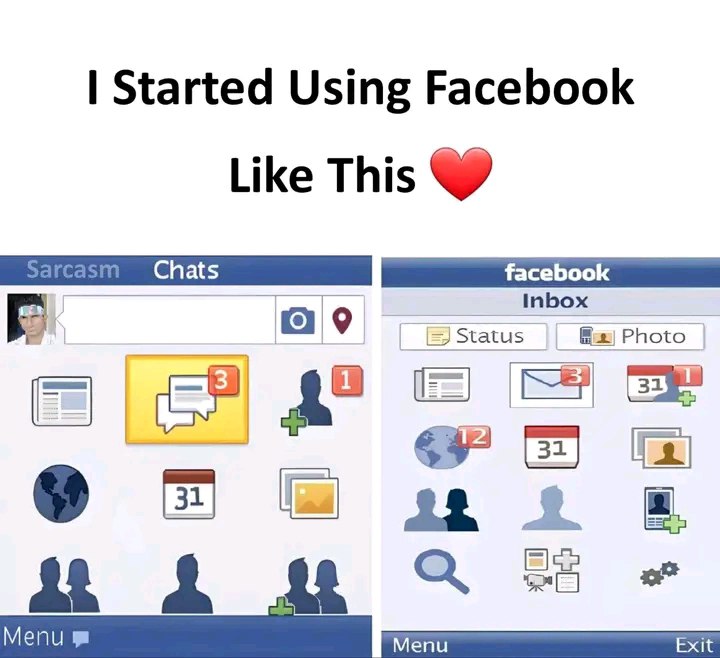 I Started Using Facebook
Like This ❤️
Sarcasm Chats
3
1
31
Menu
facebook
Inbox
Status Photo
3
31 1
12
31
Menu Exit